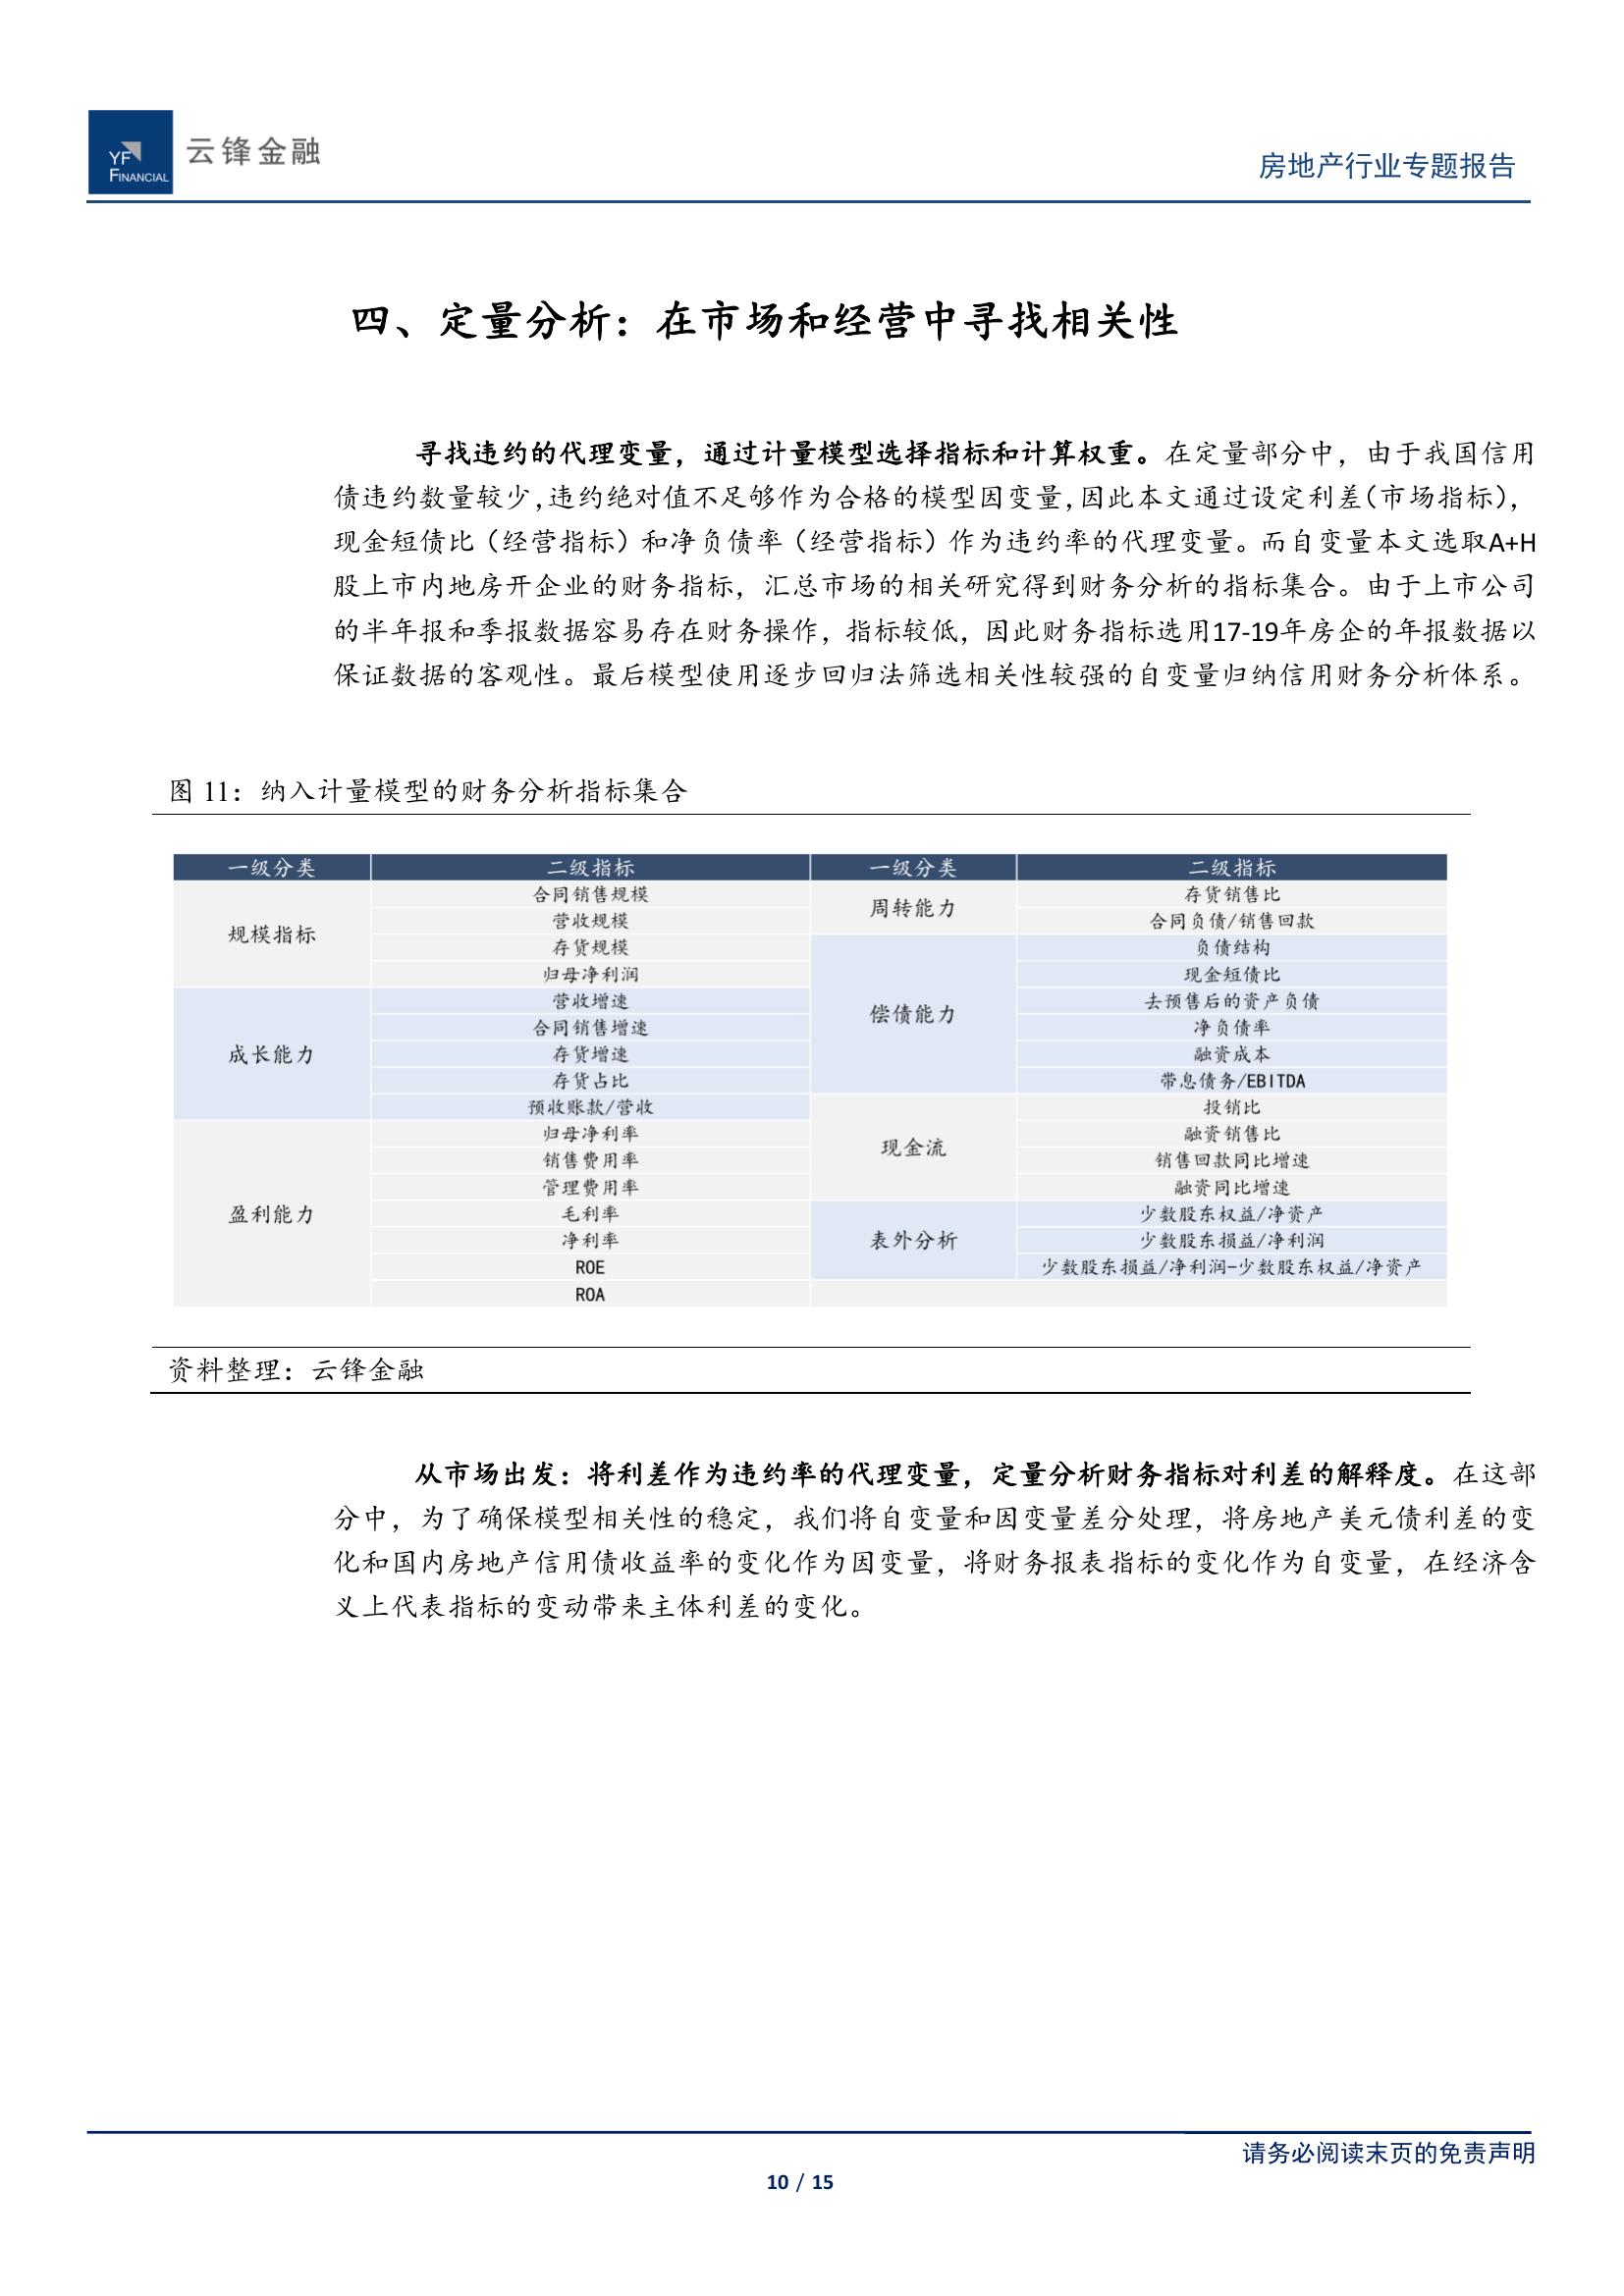 YF
FINANCIAL
云锋金融
房地产行业专题报告
四、定量分析：在市场和经营中寻找相关性
寻找违约的代理变量，通过计量模型选择指标和计算权重。在定量部分中，由于我国信用
债违约数量较少，违约绝对值不足够作为合格的模型因变量，因此本文通过设定利差（市场指标），
现金短债比（经营指标）和净负债率（经营指标）作为违约率的代理变量。而自变量本文选取A+H
股上市内地房开企业的财务指标，汇总市场的相关研究得到财务分析的指标集合。由于上市公司
的半年报和季报数据容易存在财务操作，指标较低，因此财务指标选用17-19年房企的年报数据以
保证数据的客观性。最后模型使用逐步回归法筛选相关性较强的自变量归纳信用财务分析体系。
图 11：纳入计量模型的财务分析指标集合
一级分类 二级指标 一级分类 二级指标
规模指标
合同销售规模
营收规模
存货规模
归母净利润
成长能力
营收增速
合同销售增速
存货增速
存货占比
预收账款/营收
盈利能力
归母净利率
销售费用率
管理费用率
毛利率
净利率
ROE
ROA
周转能力
存货销售比
合同负债/销售回款
偿债能力
负债结构
现金短债比
去预售后的资产负债
净负债率
融资成本
带息债务/EBITDA
现金流
投销比
融资销售比
销售回款同比增速
融资同比增速
表外分析
少数股东权益/净资产
少数股东损益/净利润
少数股东损益/净利润-少数股东权益/净资产
资料整理：云锋金融
从市场出发：将利差作为违约率的代理变量，定量分析财务指标对利差的解释度。在这部
分中，为了确保模型相关性的稳定，我们将自变量和因变量差分处理，将房地产美元债利差的变
化和国内房地产信用债收益率的变化作为因变量，将财务报表指标的变化作为自变量，在经济含
义上代表指标的变动带来主体利差的变化。
请务必阅读末页的免责声明
10 / 15